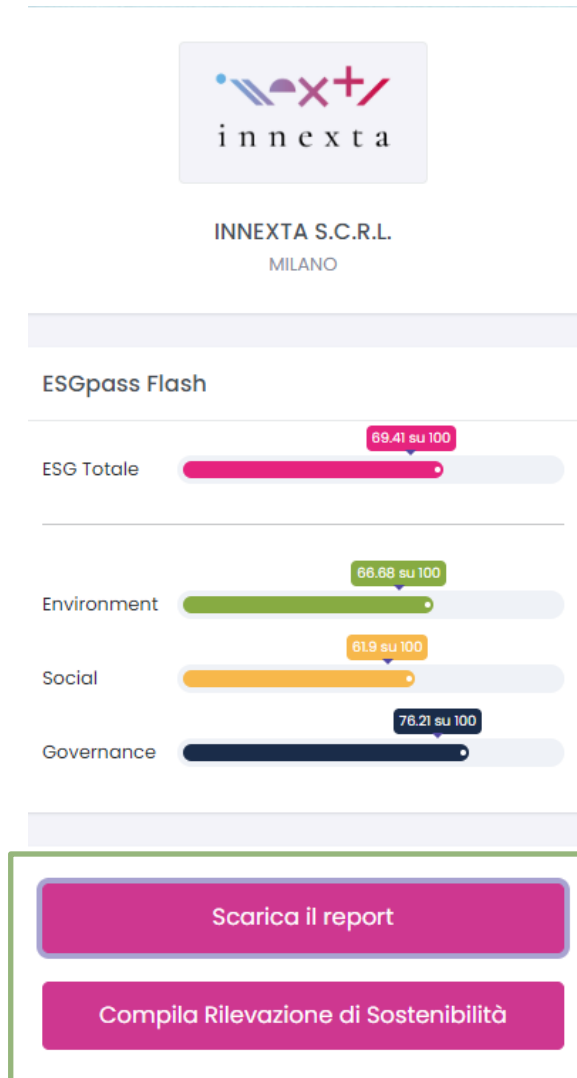 innexta
INNEXTA S.C.R.L.
MILANO
ESGpass Flash
69.41 su 100
ESG Totale
66.68 su 100
Environment
61.9 su 100
Social
76.21 su 100
Governance
Scarica il report
Compila Rilevazione di Sostenibilità